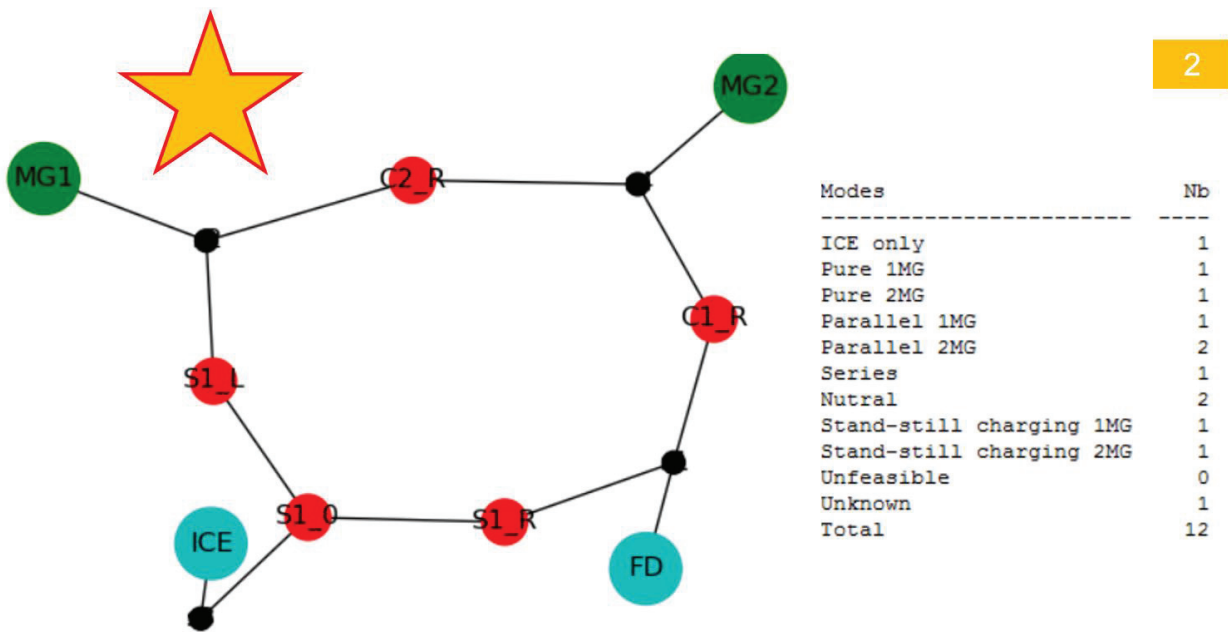 2
MG2
MG1
C2_R
C1_R
S1_L
S1_0
S1_R
ICE
FD
Modes Nb
------------------------ ----
ICE only 1
Pure 1MG 1
Pure 2MG 1
Parallel 1MG 1
Parallel 2MG 2
Series 1
Nutral 2
Stand-still charging 1MG 1
Stand-still charging 2MG 1
Unfeasible 0
Unknown 1
Total 12